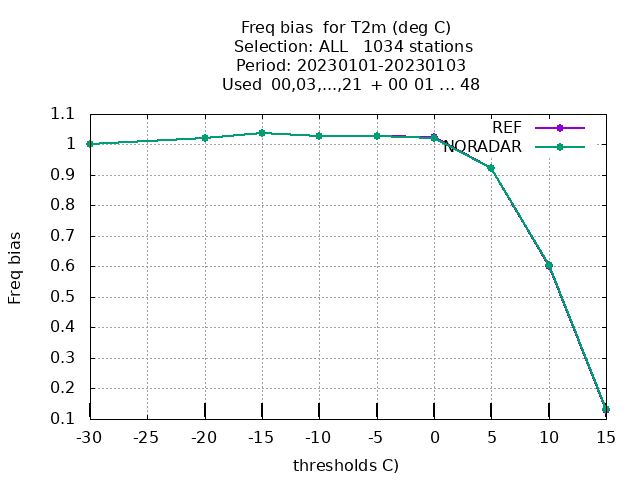 Freq bias for T2m (deg C)
Selection: ALL 1034 stations
Period: 20230101-20230103
Used 00,03,...,21 + 00 01 ... 48
1.1
1
0.9
0.8
0.7
0.6
0.5
0.4
0.3
0.2
0.1
Freq bias
REF
NORADAR
-30 -25 -20 -15 -10 -5 0 5 10 15
thresholds C)